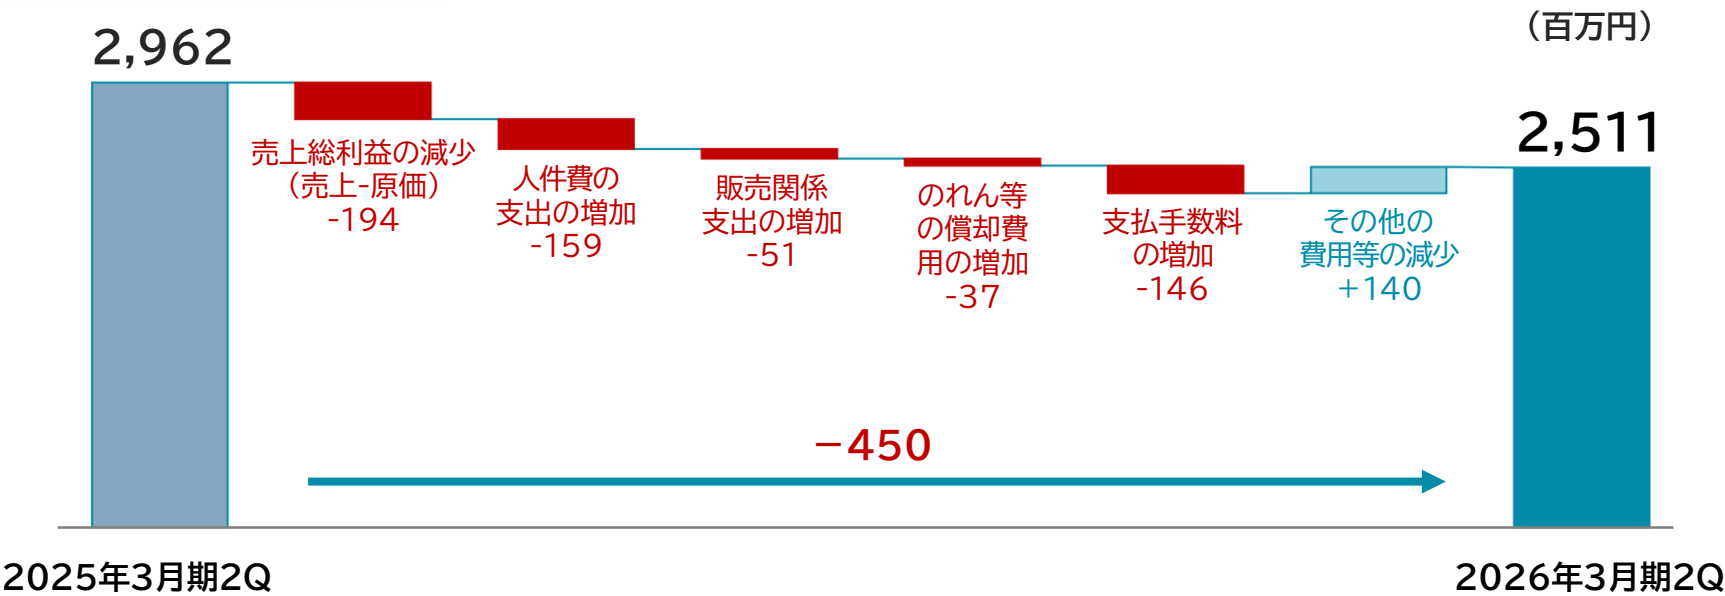 （百万円）
2,962
2,511
売上総利益の減少
（売上-原価）
-194
人件費の
支出の増加
-159
販売関係
支出の増加
-51
のれん等
の償却費
用の増加
-37
支払手数料
の増加
-146
その他の
費用等の減少
+140
－450
2025年3月期2Q
2026年3月期2Q